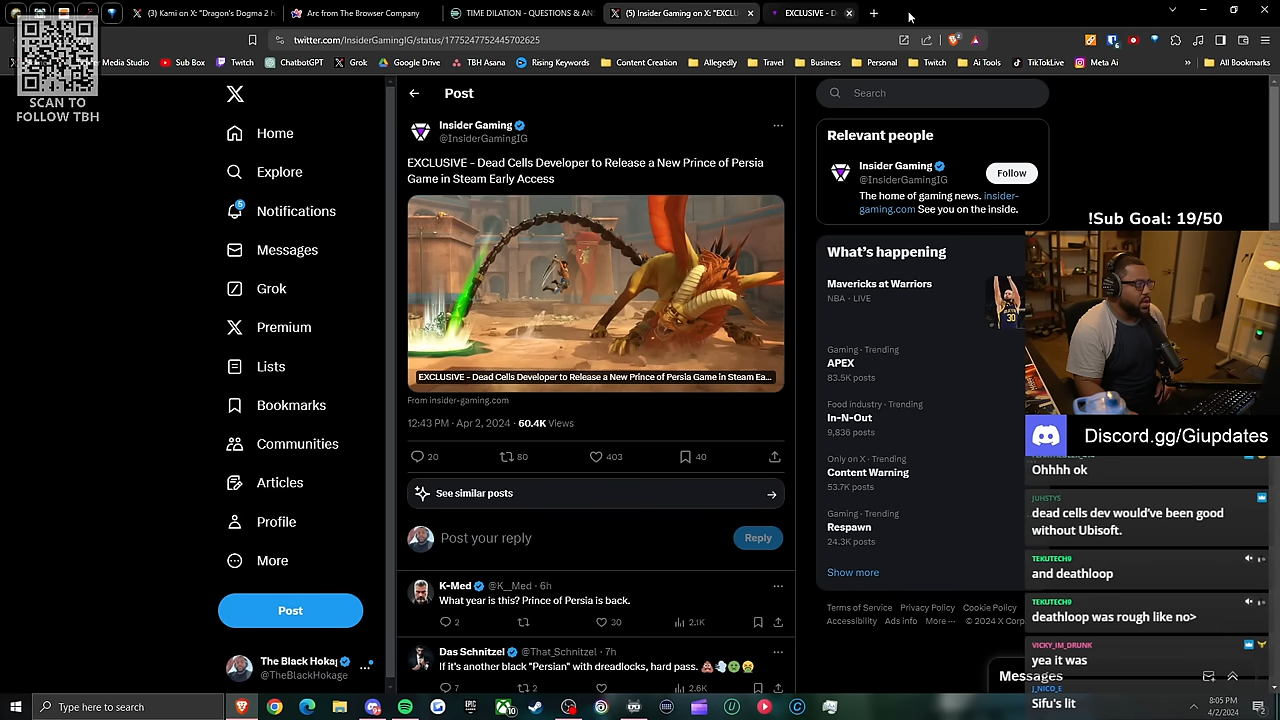 (3) Kami on X: "Dragon's Dogma 2 h
Arc from The Browser Company
TIME DILATION - QUESTIONS & AN
(5) Insider Gaming on X: "EXCL
EXCLUSIVE - D
twitter.com/InsiderGamingIG/status/1775247752445702625
Media Studio
Sub Box
Twitch
ChatbotGPT
Grok
Google Drive
TBH Asana
Rising Keywords
Content Creation
Allegedly
Travel
Business
Personal
Twitch
Ai Tools
TikTokLive
Meta Ai
All Bookmarks
SCAN TO
FOLLOW TBH
Home
Explore
5
Notifications
Messages
Grok
Premium
Lists
Bookmarks
Communities
Articles
Profile
More
Post
The Black Hokag
@TheBlackHokage
Post
Insider Gaming
@InsiderGamingIG
EXCLUSIVE - Dead Cells Developer to Release a New Prince of Persia
Game in Steam Early Access
EXCLUSIVE - Dead Cells Developer to Release a New Prince of Persia Game in Steam Ea...
From insider-gaming.com
12:43 PM · Apr 2, 2024 · 60.4K Views
20
80
403
40
See similar posts
Post your reply
Reply
K-Med @K__Med · 6h
What year is this? Prince of Persia is back.
2
30
2.1K
Das Schnitzel @That_Schnitzel · 7h
If it's another black "Persian" with dreadlocks, hard pass. 💩💨🤢🤮
7
2
2.6K
Search
Relevant people
Insider Gaming
@InsiderGamingIG
Follow
The home of gaming news. insider-
gaming.com See you on the inside.
What's happening
Mavericks at Warriors
NBA · LIVE
30
Gaming · Trending
APEX
83.5K posts
Food industry · Trending
In-N-Out
9,836 posts
Only on X · Trending
Content Warning
53.7K posts
Gaming · Trending
Respawn
24.3K posts
Show more
Terms of Service Privacy Policy Cookie Policy
Accessibility Ads info More ··· © 2024 X Corp
Messages
!Sub Goal: 19/50
Discord.gg/Giupdates
Ohhhh ok
JUHSTYS
dead cells dev would've been good
without Ubisoft.
TEKUTECH9
and deathloop
TEKUTECH9
deathloop was rough like no>
VICKY_IM_DRUNK
yea it was
J_NICO_E
Sifu's lit
Type here to search
8:05 PM
4/2/2024